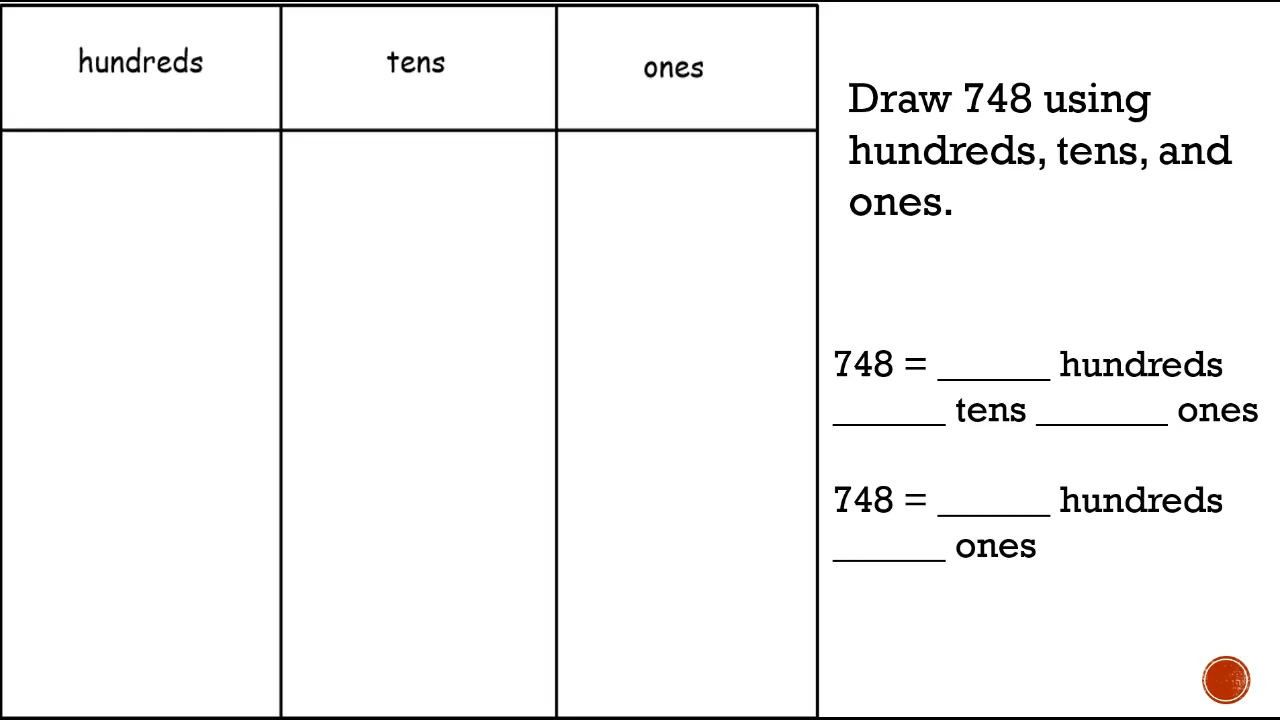 hundreds
tens
ones
Draw 748 using
hundreds, tens, and
ones.
748 = ______ hundreds
______ tens _______ ones
748 = ______ hundreds
______ ones